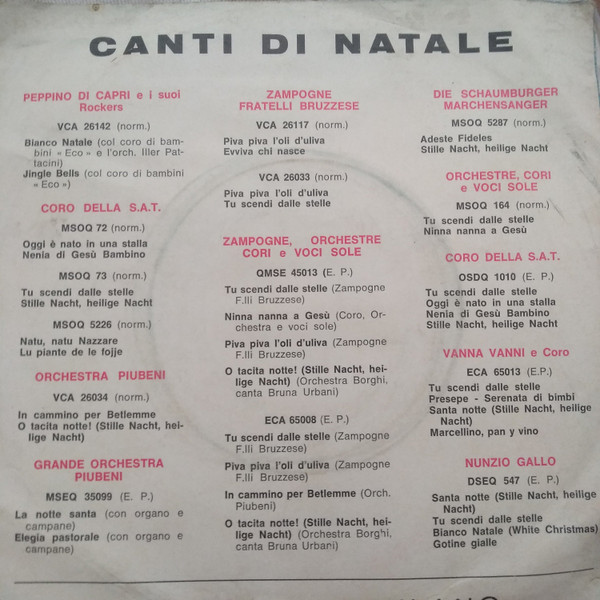 CANTI DI NATALE
PEPPINO DI CAPRI e i suoi
Rockers
VCA 26142 (norm.)
Bianco Natale (col coro di bam-
bini « Eco » e l'orch. Iller Pat-
tacini)
Jingle Bells (col coro di bambini
« Eco »)
CORO DELLA S.A.T.
MSOQ 72 (norm.)
Oggi è nato in una stalla
Nenia di Gesù Bambino
MSOQ 73 (norm.)
Tu scendi dalle stelle
Stille Nacht, heilige Nacht
MSOQ 5226 (norm.)
Natu, natu Nazzare
Lu piante de le fojje
ORCHESTRA PIUBENI
VCA 26034 (norm.)
In cammino per Betlemme
O tacita notte! (Stille Nacht, hei-
lige Nacht)
GRANDE ORCHESTRA
PIUBENI
MSEQ 35099 (E. P.)
La notte santa (con organo e
campane)
Elegia pastorale (con organo e
campane)
ZAMPOGNE
FRATELLI BRUZZESE
VCA 26117 (norm.)
Piva piva l'oli d'uliva
Evviva chi nasce
VCA 26033 (norm.)
Piva piva l'oli d'uliva
Tu scendi dalle stelle
ZAMPOGNE, ORCHESTRE
CORI e VOCI SOLE
QMSE 45013 (E. P.)
Tu scendi dalle stelle (Zampogne
F.lli Bruzzese)
Ninna nanna a Gesù (Coro, Or-
chestra e voci sole)
Piva piva l'oli d'uliva (Zampogne
F.lli Bruzzese)
O tacita notte! (Stille Nacht, hei-
lige Nacht) (Orchestra Borghi,
canta Bruna Urbani)
ECA 65008 (E. P.)
Tu scendi dalle stelle (Zampogne
F.lli Bruzzese)
Piva piva l'oli d'uliva (Zampogne
F.lli Bruzzese)
In cammino per Betlemme (Orch.
Piubeni)
O tacita notte! (Stille Nacht, hei-
lige Nacht) (Orchestra Borghi,
canta Bruna Urbani)
DIE SCHAUMBURGER
MARCHENSANGER
MSOQ 5287 (norm.)
Adeste Fideles
Stille Nacht, heilige Nacht
ORCHESTRE, CORI
e VOCI SOLE
MSOQ 164 (norm.)
Tu scendi dalle stelle
Ninna nanna a Gesù
CORO DELLA S.A.T.
OSDQ 1010 (E. P.)
Tu scendi dalle stelle
Oggi è nato in una stalla
Nenia di Gesù Bambino
Stille Nacht, heilige Nacht
VANNA VANNI e Coro
ECA 65013 (E. P.)
Tu scendi dalle stelle
Presepe - Serenata di bimbi
Santa notte (Stille Nacht, heilige
Nacht)
Marcellino, pan y vino
NUNZIO GALLO
DSEQ 547 (E. P.)
Santa notte (Stille Nacht, heilige
Nacht)
Tu scendi dalle stelle
Bianco Natale (White Christmas)
Gotine gialle